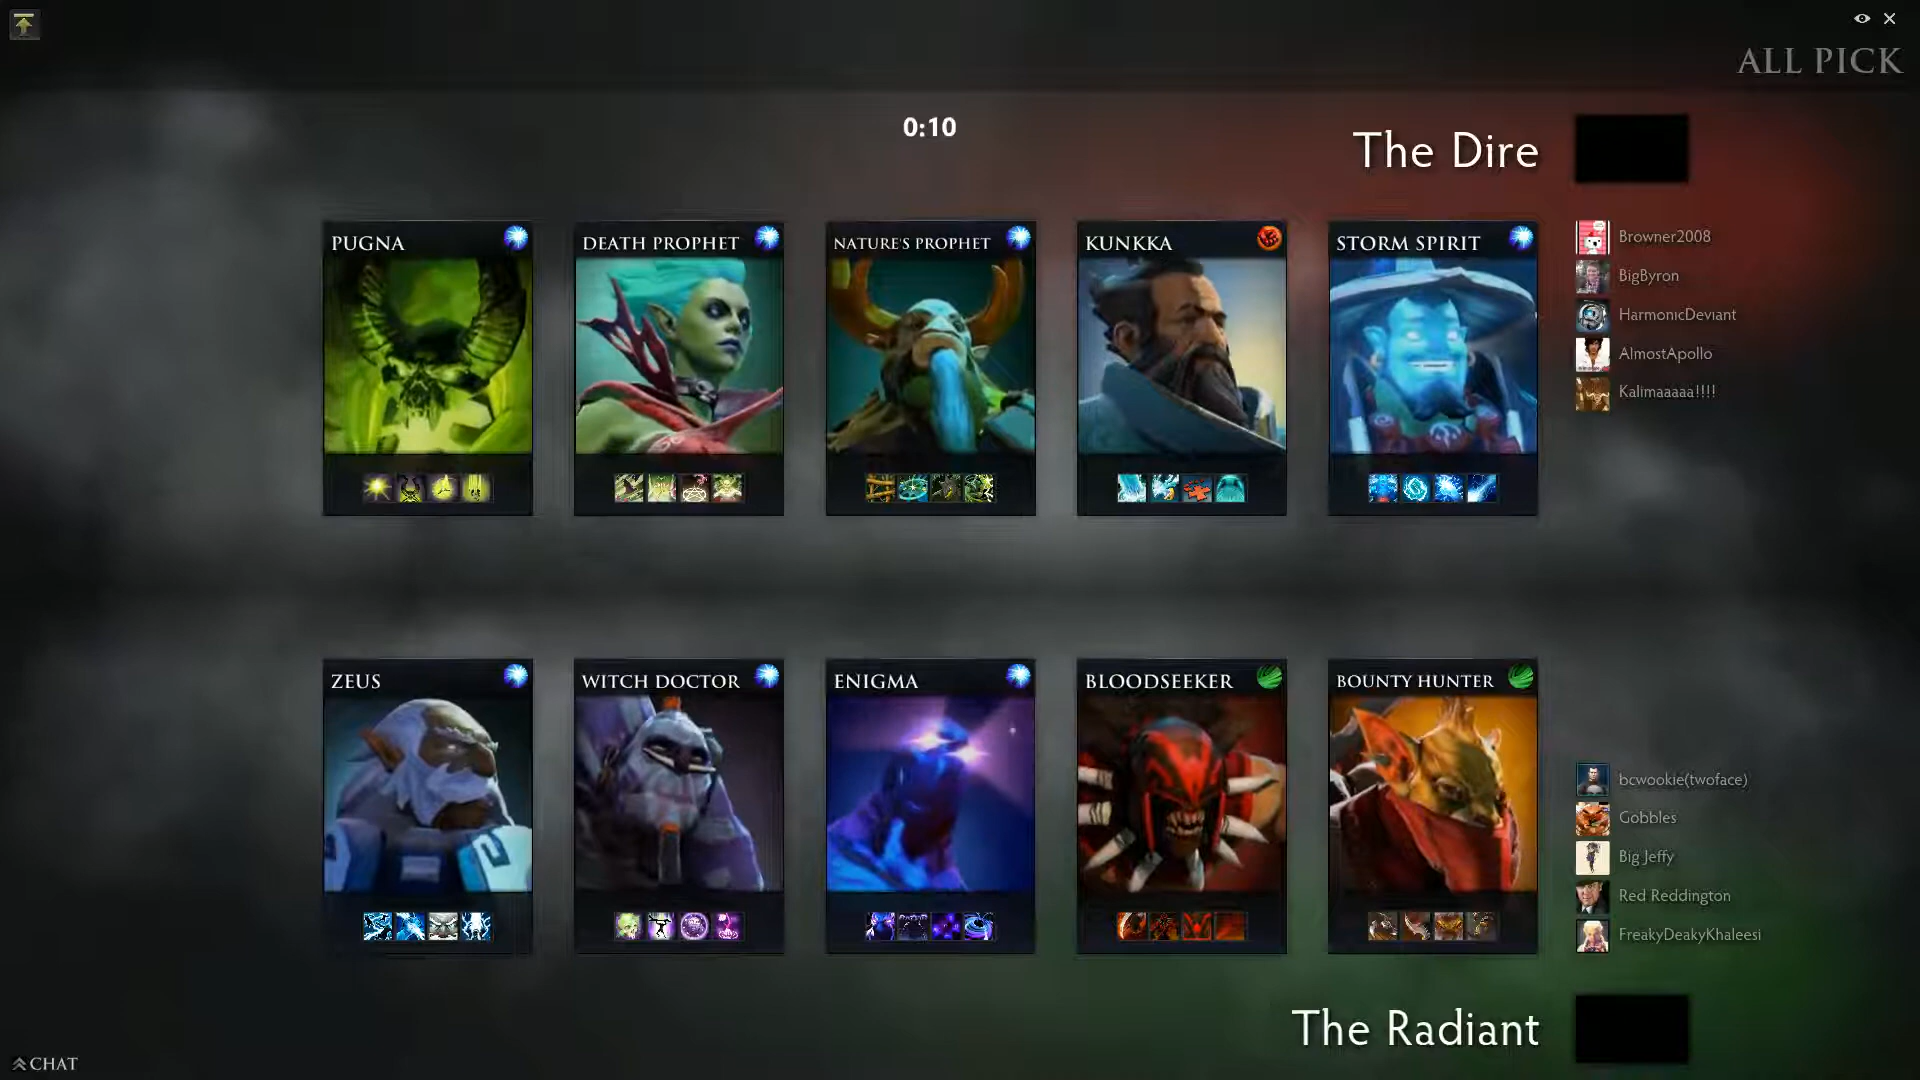 ALL PICK
0:10
The Dire
PUGNA
DEATH PROPHET
NATURE'S PROPHET
KUNKKA
STORM SPIRIT
Browner2008
BigByron
HarmonicDeviant
AlmostApollo
Kalimaaaaa!!!!
ZEUS
WITCH DOCTOR
ENIGMA
BLOODSEEKER
BOUNTY HUNTER
bcwookie(twoface)
Gobbles
Big Jeffy
Red Reddington
FreakyDeakyKhaleesi
The Radiant
CHAT